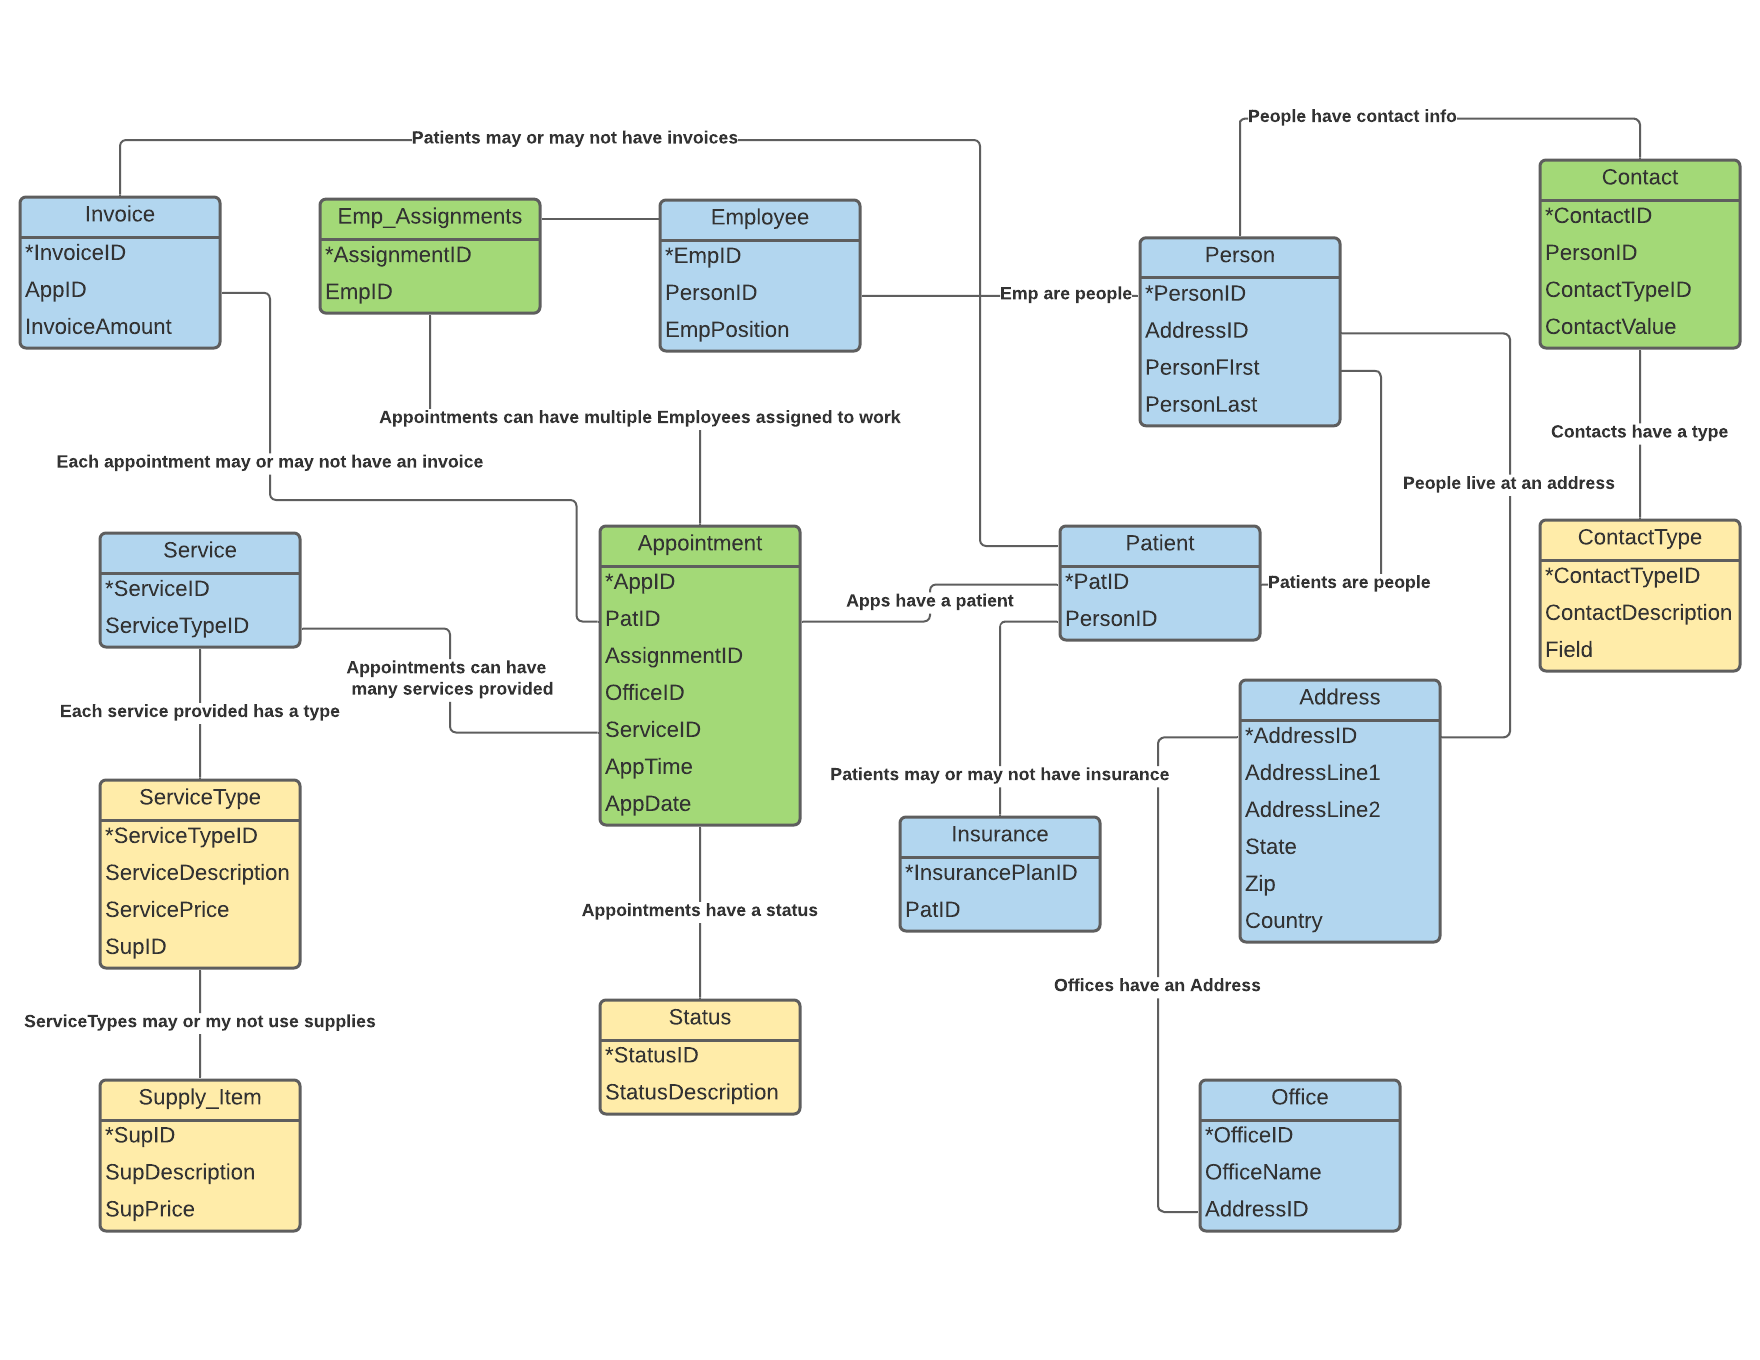 People have contact info
Patients may or may not have invoices
Contact
*ContactID
PersonID
ContactTypeID
ContactValue
Invoice
*InvoiceID
AppID
InvoiceAmount
Emp_Assignments
*AssignmentID
EmpID
Employee
*EmpID
PersonID
EmpPosition
Emp are people
Person
*PersonID
AddressID
PersonFIrst
PersonLast
Appointments can have multiple Employees assigned to work
Contacts have a type
Each appointment may or may not have an invoice
People live at an address
Service
*ServiceID
ServiceTypeID
Appointment
*AppID
PatID
AssignmentID
OfficeID
ServiceID
AppTime
AppDate
Apps have a patient
Patient
*PatID
PersonID
Patients are people
ContactType
*ContactTypeID
ContactDescription
Field
Appointments can have
many services provided
Each service provided has a type
Address
*AddressID
AddressLine1
AddressLine2
State
Zip
Country
Patients may or may not have insurance
ServiceType
*ServiceTypeID
ServiceDescription
ServicePrice
SupID
Insurance
*InsurancePlanID
PatID
Appointments have a status
Offices have an Address
ServiceTypes may or my not use supplies
Status
*StatusID
StatusDescription
Supply_Item
*SupID
SupDescription
SupPrice
Office
*OfficeID
OfficeName
AddressID